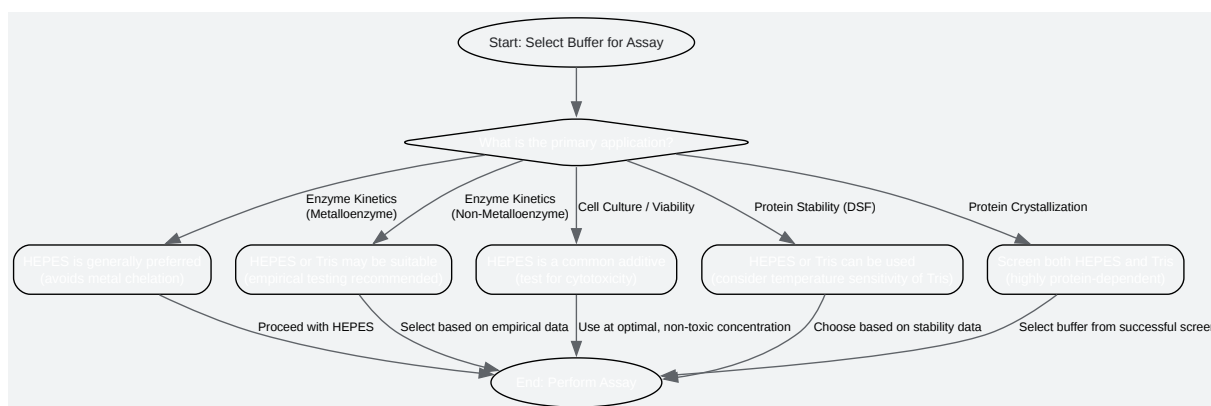 Start: Select Buffer for Assay
What is the primary application?
Enzyme Kinetics
(Metalloenzyme)
Enzyme Kinetics
(Non-Metalloenzyme)
Cell Culture / Viability
Protein Stability (DSF)
Protein Crystallization
HEPES is generally preferred
(avoids metal chelation)
HEPES or Tris may be suitable
(empirical testing recommended)
HEPES is a common additive
(test for cytotoxicity)
HEPES or Tris can be used
(consider temperature sensitivity of Tris)
Screen both HEPES and Tris
(highly protein-dependent)
Proceed with HEPES
Select based on empirical data
Use at optimal, non-toxic concentration
Choose based on stability data
Select buffer from successful screen
End: Perform Assay